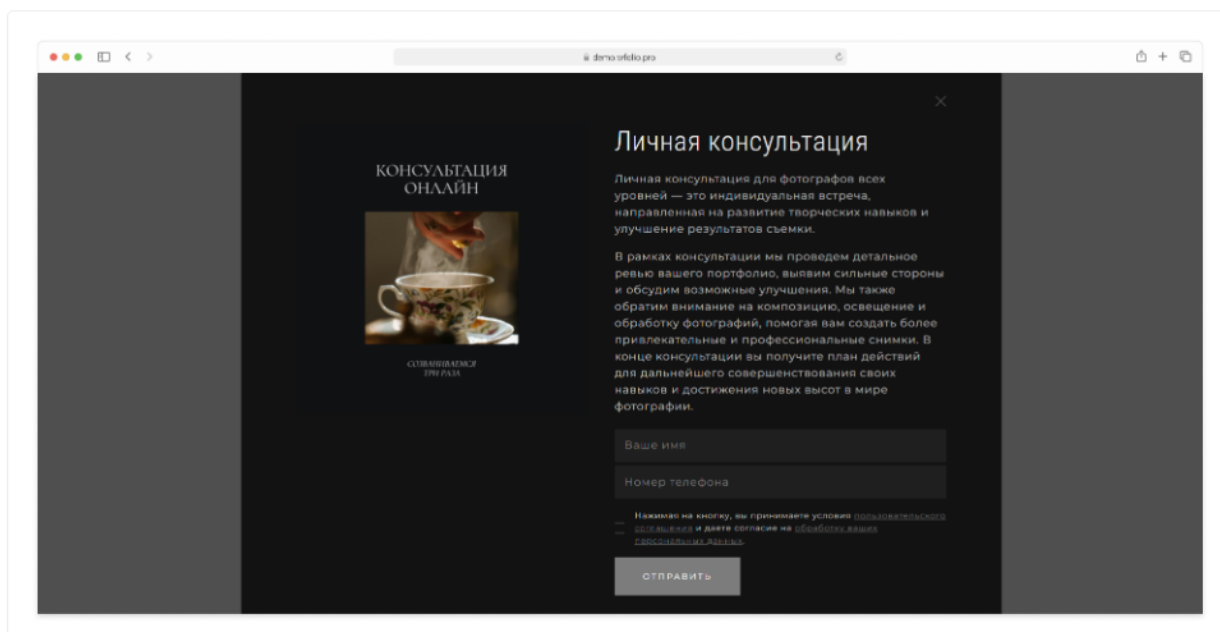 demo.vfolio.pro
Личная консультация
КОНСУЛЬТАЦИЯ
ОНЛАЙН
СОЗВАНИВАЕМСЯ
ТРИ РАЗА
Личная консультация для фотографов всех
уровней — это индивидуальная встреча,
направленная на развитие творческих навыков и
улучшение результатов съемки.
В рамках консультации мы проведем детальное
ревью вашего портфолио, выявим сильные стороны
и обсудим возможные улучшения. Мы также
обратим внимание на композицию, освещение и
обработку фотографий, помогая вам создать более
привлекательные и профессиональные снимки. В
конце консультации вы получите план действий
для дальнейшего совершенствования своих
навыков и достижения новых высот в мире
фотографии.
Ваше имя
Номер телефона
Нажимая на кнопку, вы принимаете условия пользовательского
соглашения и даете согласие на обработку ваших
персональных данных.
ОТПРАВИТЬ